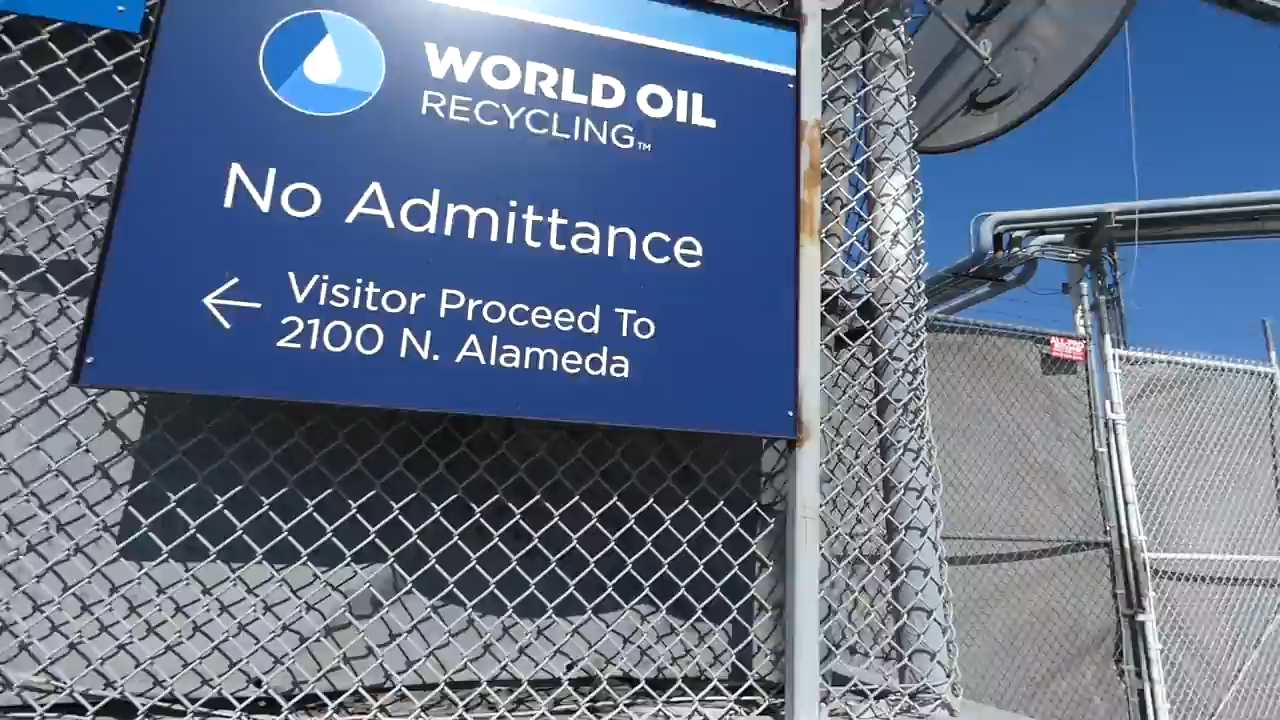 WORLD OIL
RECYCLING™
No Admittance
Visitor Proceed To
2100 N. Alameda